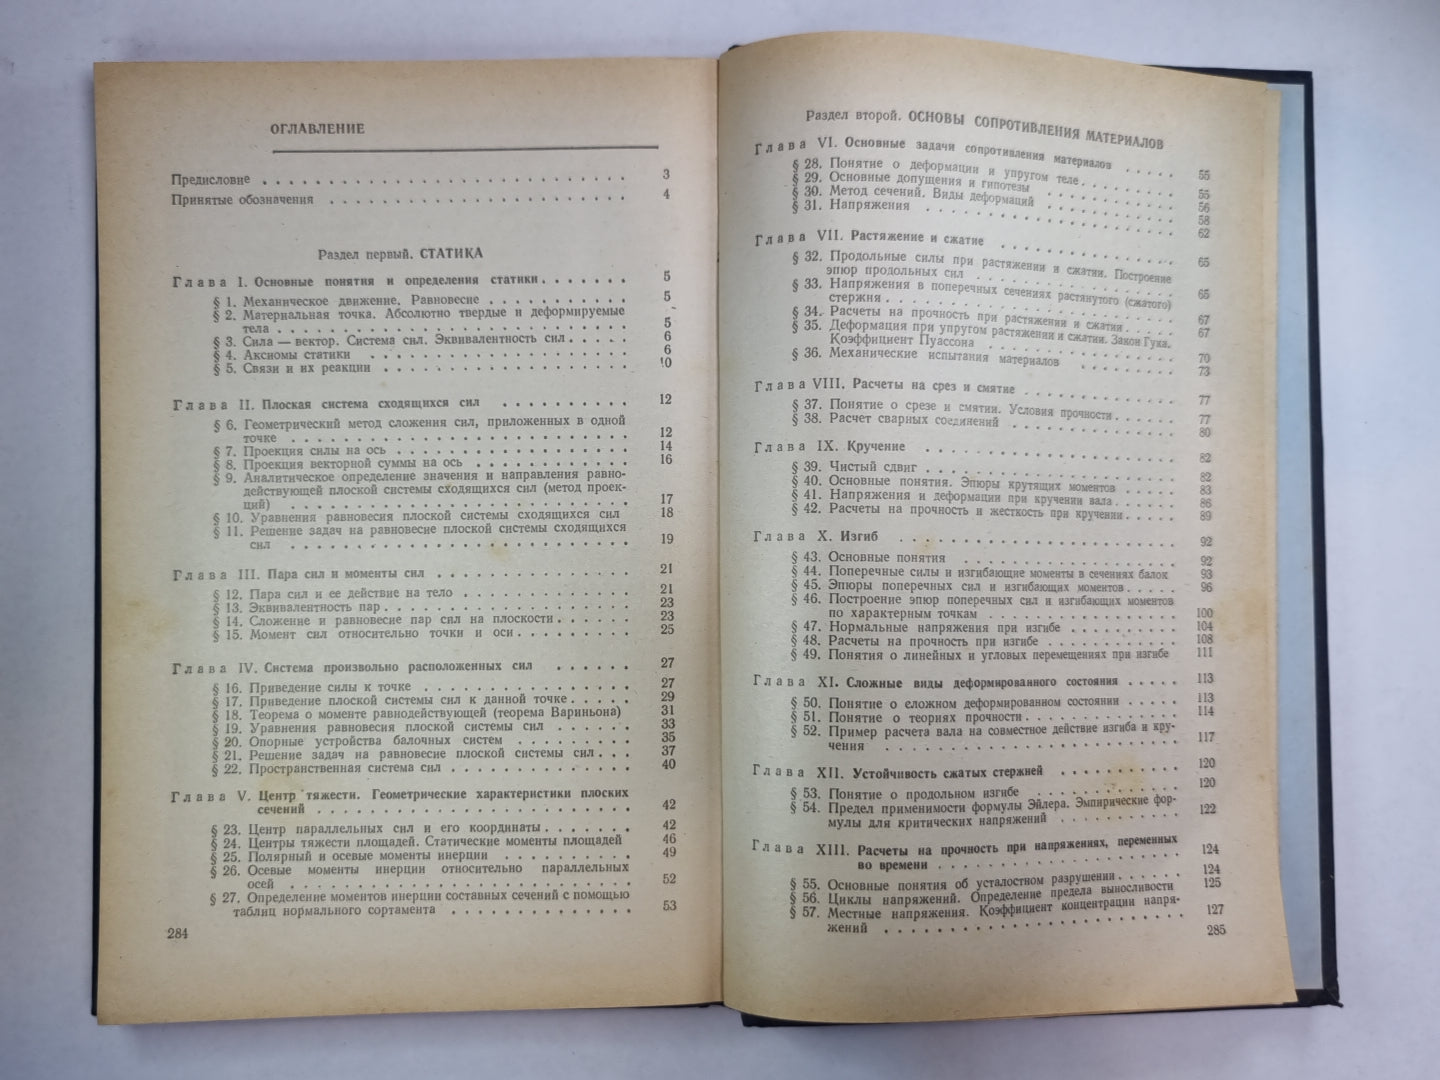 ОГЛАВЛЕНИЕ
Предисловие . . . 3
Принятые обозначения . . . 4
Раздел первый. СТАТИКА
Глава I. Основные понятия и определения статики . . . 5
§ 1. Механическое движение. Равновесие . . . 5
§ 2. Материальная точка. Абсолютно твердые и деформируемые
тела . . . 5
§ 3. Сила — вектор. Система сил. Эквивалентность сил . . . 6
§ 4. Аксиомы статики . . . 6
§ 5. Связи и их реакции . . . 10
Глава II. Плоская система сходящихся сил . . . 12
§ 6. Геометрический метод сложения сил, приложенных в одной
точке . . . 12
§ 7. Проекция силы на ось . . . 14
§ 8. Проекция векторной суммы на ось . . . 16
§ 9. Аналитическое определение значения и направления равно-
действующей плоской системы сходящихся сил (метод проек-
ций) . . . 17
§ 10. Уравнения равновесия плоской системы сходящихся сил 18
§ 11. Решение задач на равновесие плоской системы сходящихся
сил . . . 19
Глава III. Пара сил и моменты сил . . . 21
§ 12. Пара сил и ее действие на тело . . . 21
§ 13. Эквивалентность пар . . . 23
§ 14. Сложение и равновесие пар сил на плоскости . . . 23
§ 15. Момент сил относительно точки и оси . . . 25
Глава IV. Система произвольно расположенных сил . . . 27
§ 16. Приведение силы к точке . . . 27
§ 17. Приведение плоской системы сил к данной точке . . . 29
§ 18. Теорема о моменте равнодействующей (теорема Вариньона) 31
§ 19. Уравнения равновесия плоской системы сил . . . 33
§ 20. Опорные устройства балочных систем . . . 35
§ 21. Решение задач на равновесие плоской системы сил . . . 37
§ 22. Пространственная система сил . . . 40
Глава V. Центр тяжести. Геометрические характеристики плоских
сечений . . . 42
§ 23. Центр параллельных сил и его координаты . . . 42
§ 24. Центры тяжести площадей. Статические моменты площадей 46
§ 25. Полярный и осевые моменты инерции . . . 49
§ 26. Осевые моменты инерции относительно параллельных
осей . . . 52
§ 27. Определение моментов инерции составных сечений с помощью
таблиц нормального сортамента . . . 53
284
Раздел второй. ОСНОВЫ СОПРОТИВЛЕНИЯ МАТЕРИАЛОВ
Глава VI. Основные задачи сопротивления материалов . . . 55
§ 28. Понятие о деформации и упругом теле . . . 55
§ 29. Основные допущения и гипотезы . . . 56
§ 30. Метод сечений. Виды деформаций . . . 58
§ 31. Напряжения . . . 62
Глава VII. Растяжение и сжатие . . . 65
§ 32. Продольные силы при растяжении и сжатии. Построение
эпюр продольных сил . . . 65
§ 33. Напряжения в поперечных сечениях растянутого (сжатого)
стержня . . . 67
§ 34. Расчеты на прочность при растяжении и сжатии . . . 67
§ 35. Деформация при упругом растяжении и сжатии. Закон Гука.
Коэффициент Пуассона . . . 70
§ 36. Механические испытания материалов . . . 73
Глава VIII. Расчеты на срез и смятие . . . 77
§ 37. Понятие о срезе и смятии. Условия прочности . . . 77
§ 38. Расчет сварных соединений . . . 80
Глава IX. Кручение . . . 82
§ 39. Чистый сдвиг . . . 82
§ 40. Основные понятия. Эпюры крутящих моментов . . . 83
§ 41. Напряжения и деформации при кручении вала . . . 86
§ 42. Расчеты на прочность и жесткость при кручении . . . 89
Глава X. Изгиб . . . 92
§ 43. Основные понятия . . . 92
§ 44. Поперечные силы и изгибающие моменты в сечениях балок 93
§ 45. Эпюры поперечных сил и изгибающих моментов . . . 96
§ 46. Построение эпюр поперечных сил и изгибающих моментов
по характерным точкам . . . 100
§ 47. Нормальные напряжения при изгибе . . . 104
§ 48. Расчеты на прочность при изгибе . . . 108
§ 49. Понятия о линейных и угловых перемещениях при изгибе 111
Глава XI. Сложные виды деформированного состояния . . . 113
§ 50. Понятие о сложном деформированном состоянии . . . 113
§ 51. Понятие о теориях прочности . . . 114
§ 52. Пример расчета вала на совместное действие изгиба и кру-
чения . . . 117
Глава XII. Устойчивость сжатых стержней . . . 120
§ 53. Понятие о продольном изгибе . . . 120
§ 54. Предел применимости формулы Эйлера. Эмпирические фор-
мулы для критических напряжений . . . 122
Глава XIII. Расчеты на прочность при напряжениях, переменных
во времени . . . 124
§ 55. Основные понятия об усталостном разрушении . . . 124
§ 56. Циклы напряжений. Определение предела выносливости 125
§ 57. Местные напряжения. Коэффициент концентрации напря-
жений . . . 127
285